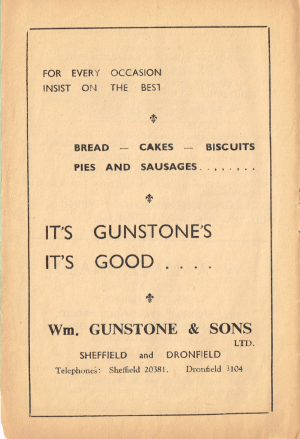 FOR EVERY OCCASION
INSIST ON THE BEST
BREAD — CAKES — BISCUITS
PIES AND SAUSAGES........
IT'S GUNSTONE'S
IT'S GOOD ....
Wm. GUNSTONE & SONS
LTD.
SHEFFIELD and DRONFIELD
Telephones: Sheffield 20381. Dronfield 3104